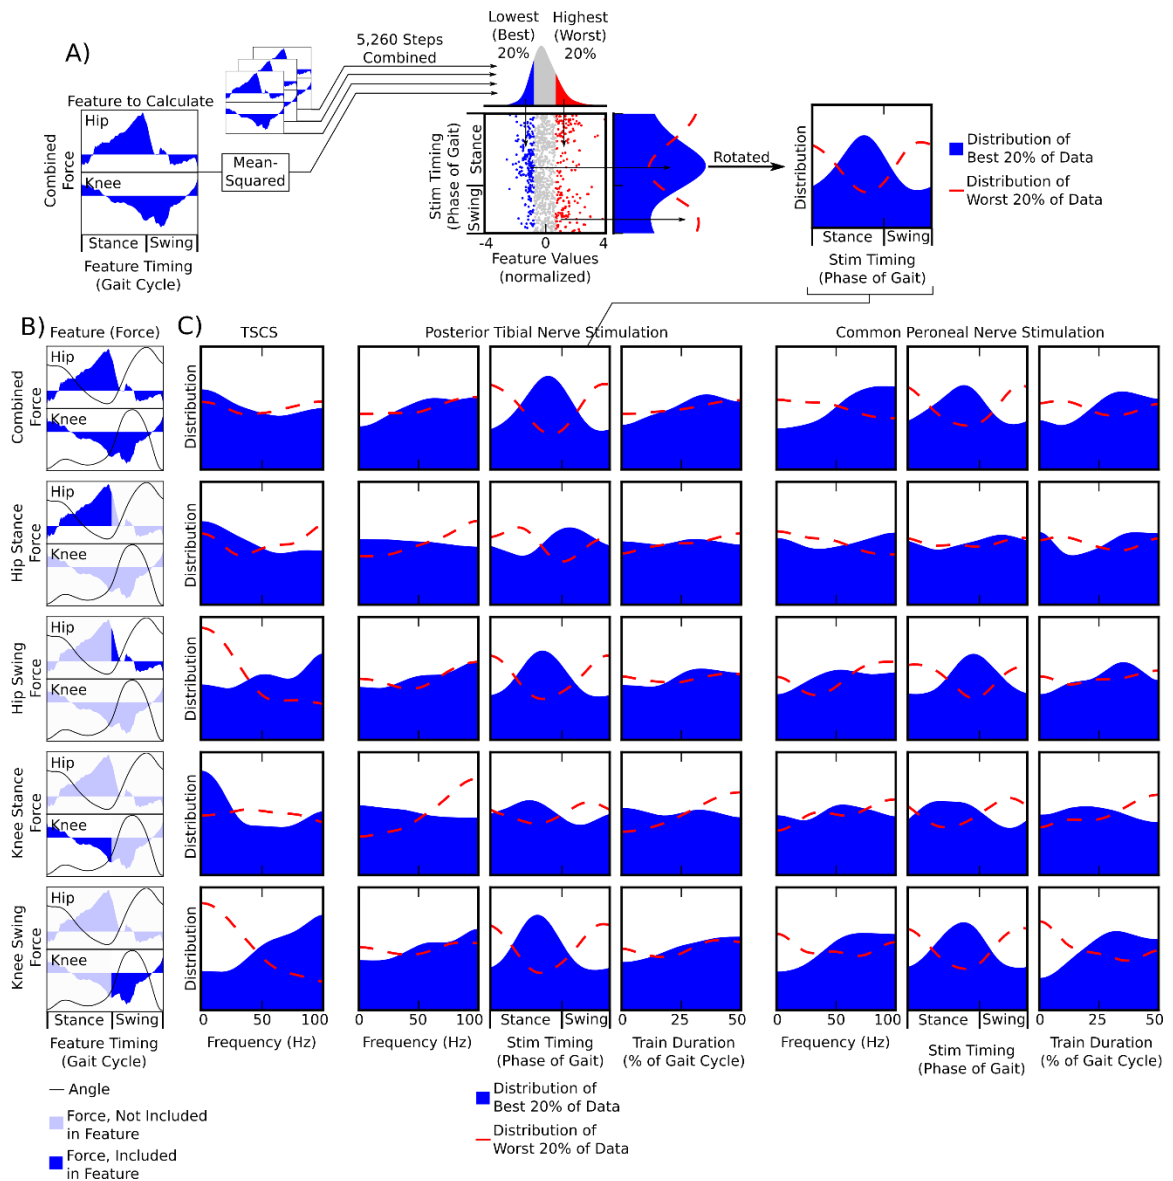 A)
Feature to Calculate
Hip
Knee
Combined
Force
Stance
Swing
Feature Timing
(Gait Cycle)
Mean-
Squared
5,260 Steps
Combined
Lowest
(Best)
20%
Highest
(Worst)
20%
Stim Timing
(Phase of Gait)
Swing
Stance
-4
0
4
Feature Values
(normalized)
Rotated
Distribution
Stance
Swing
Stim Timing
(Phase of Gait)
Distribution of
Best 20% of Data
Distribution of
Worst 20% of Data
B)
Feature (Force)
C)
TSCS
Posterior Tibial Nerve Stimulation
Common Peroneal Nerve Stimulation
Combined
Force
Hip
Knee
Distribution
Hip Stance
Force
Hip
Knee
Distribution
Hip Swing
Force
Hip
Knee
Distribution
Knee Stance
Force
Hip
Knee
Distribution
Knee Swing
Force
Hip
Knee
Distribution
Stance
Swing
Feature Timing
(Gait Cycle)
0 50 100
Frequency (Hz)
0 50 100
Frequency (Hz)
Stance
Swing
Stim Timing
(Phase of Gait)
0 25 50
Train Duration
(% of Gait Cycle)
0 50 100
Frequency (Hz)
Stance
Swing
Stim Timing
(Phase of Gait)
0 25 50
Train Duration
(% of Gait Cycle)
Angle
Force, Not Included
in Feature
Force, Included
in Feature
Distribution of
Best 20% of Data
Distribution of
Worst 20% of Data